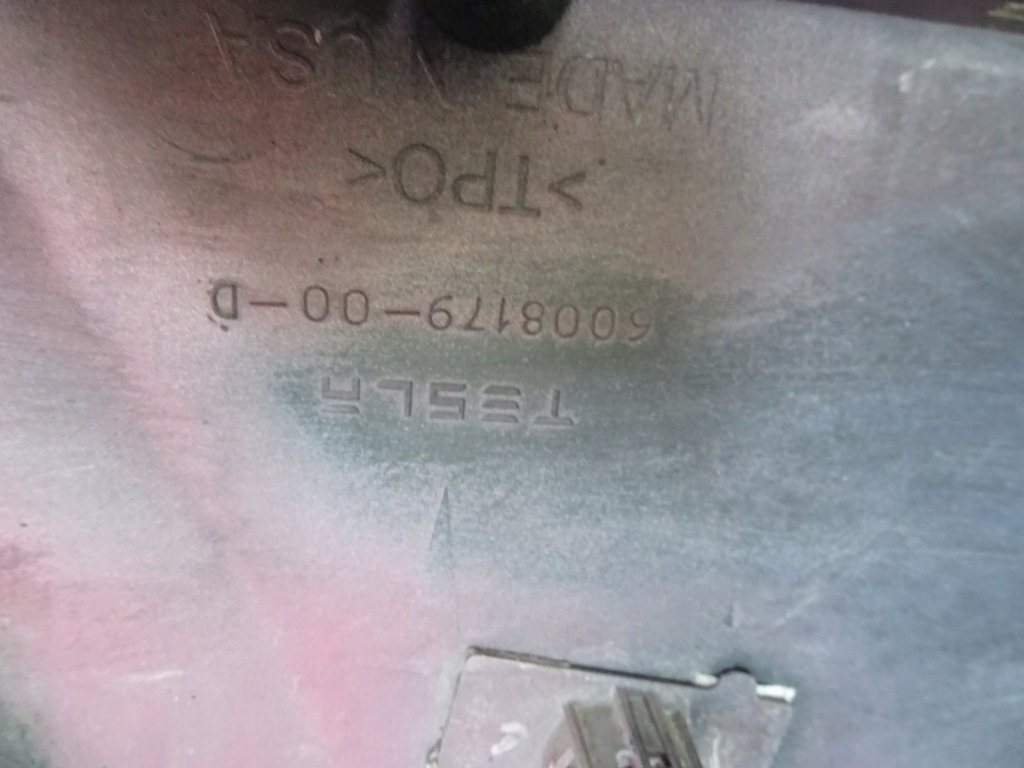 TESLA
6008179-00-D
>TPO<
MADE IN USA